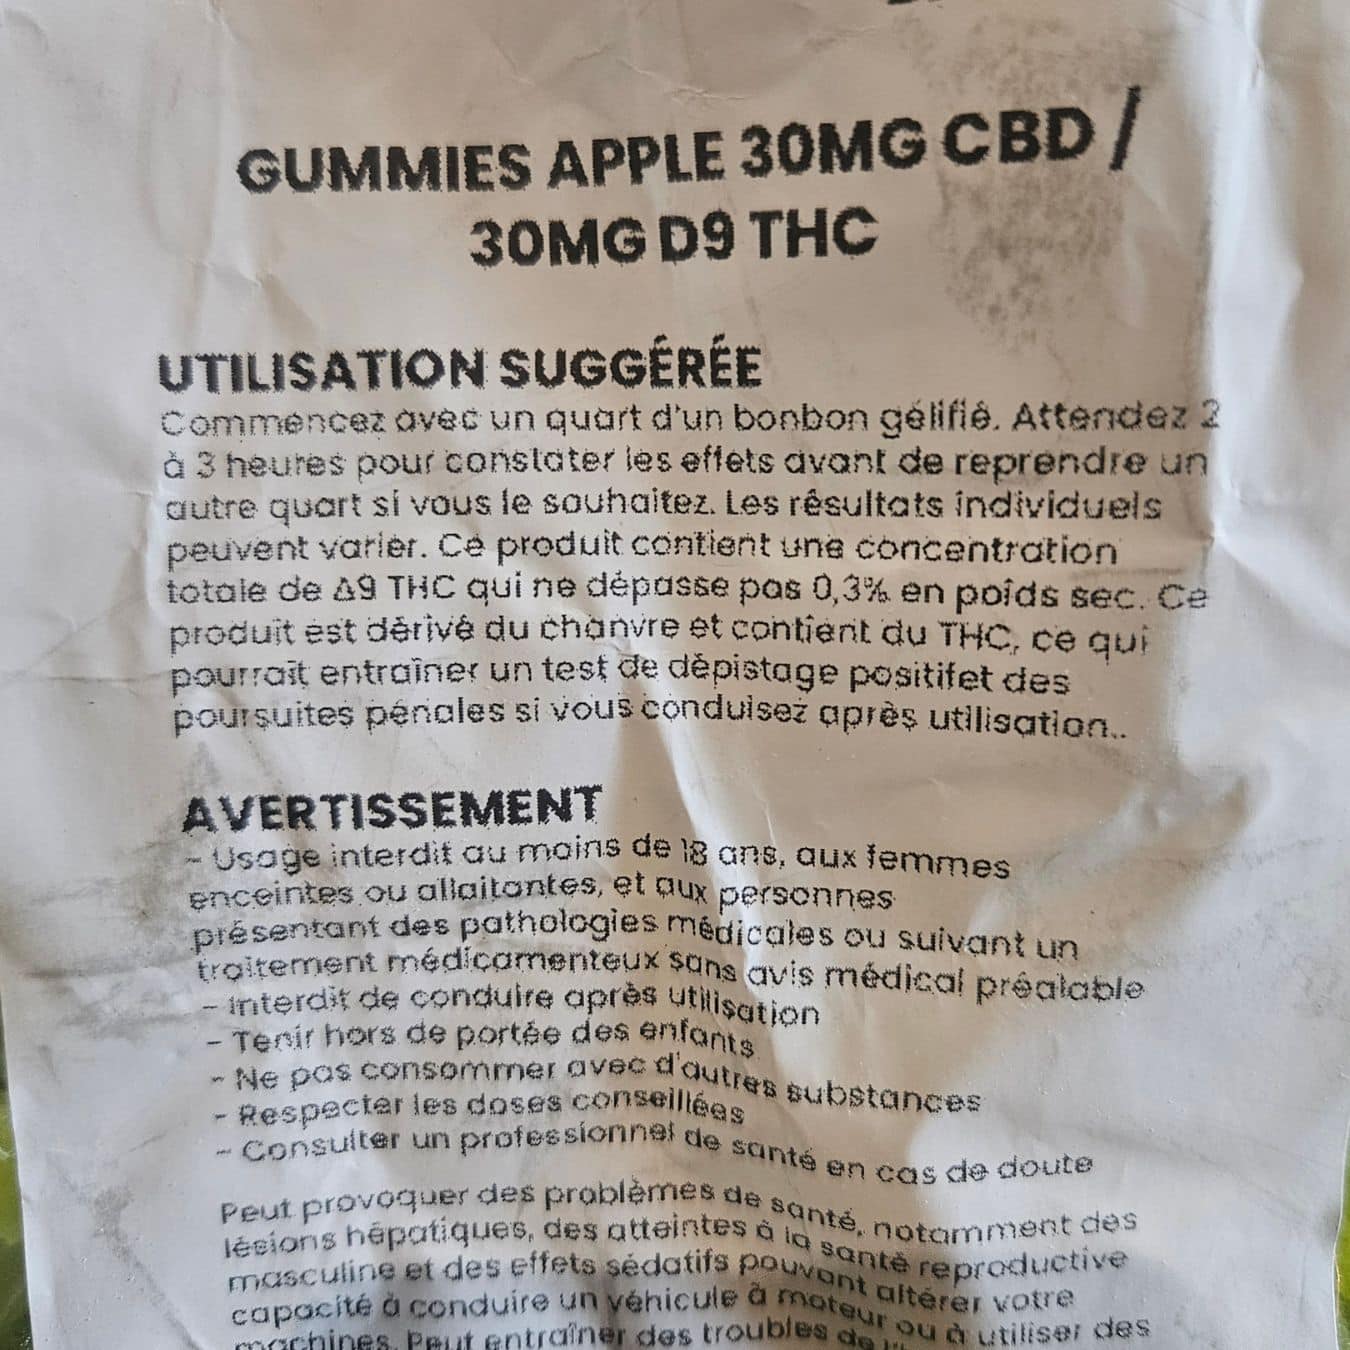 GUMMIES APPLE 30MG CBD /
30MG D9 THC
UTILISATION SUGGÉRÉE
Commencez avec un quart d'un bonbon gélifié. Attendez 2
à 3 heures pour constater les effets avant de reprendre un
autre quart si vous le souhaitez. Les résultats individuels
peuvent varier. Ce produit contient une concentration
totale de Δ9 THC qui ne dépasse pas 0,3% en poids sec. Ce
produit est dérivé du chanvre et contient du THC, ce qui
pourrait entraîner un test de dépistage positifet des
poursuites pénales si vous conduisez après utilisation..
AVERTISSEMENT
- Usage interdit au moins de 18 ans, aux femmes
enceintes ou allaitantes, et aux personnes
présentant des pathologies médicales ou suivant un
traitement médicamenteux sans avis médical préalable
- Interdit de conduire après utilisation
- Tenir hors de portée des enfants
- Ne pas consommer avec d'autres substances
- Respecter les doses conseillées
- Consulter un professionnel de santé en cas de doute
Peut provoquer des problèmes de santé, notamment des
lésions hépatiques, des atteintes à la santé reproductive
masculine et des effets sédatifs pouvant altérer votre
capacité à conduire un véhicule à moteur ou à utiliser des
machines. Peut entraîner des troubles de